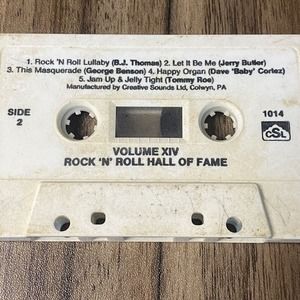 1. Rock 'N Roll Lullaby (B.J. Thomas) 2. Let It Be Me (Jerry Butler)
3. This Masquerade (George Benson) 4. Happy Organ (Dave 'Baby' Cortez)
5. Jam Up & Jelly Tight (Tommy Roe)
Manufactured by Creative Sounds Ltd, Colwyn, PA
SIDE
2
1014
CSL
VOLUME XIV
ROCK 'N' ROLL HALL OF FAME